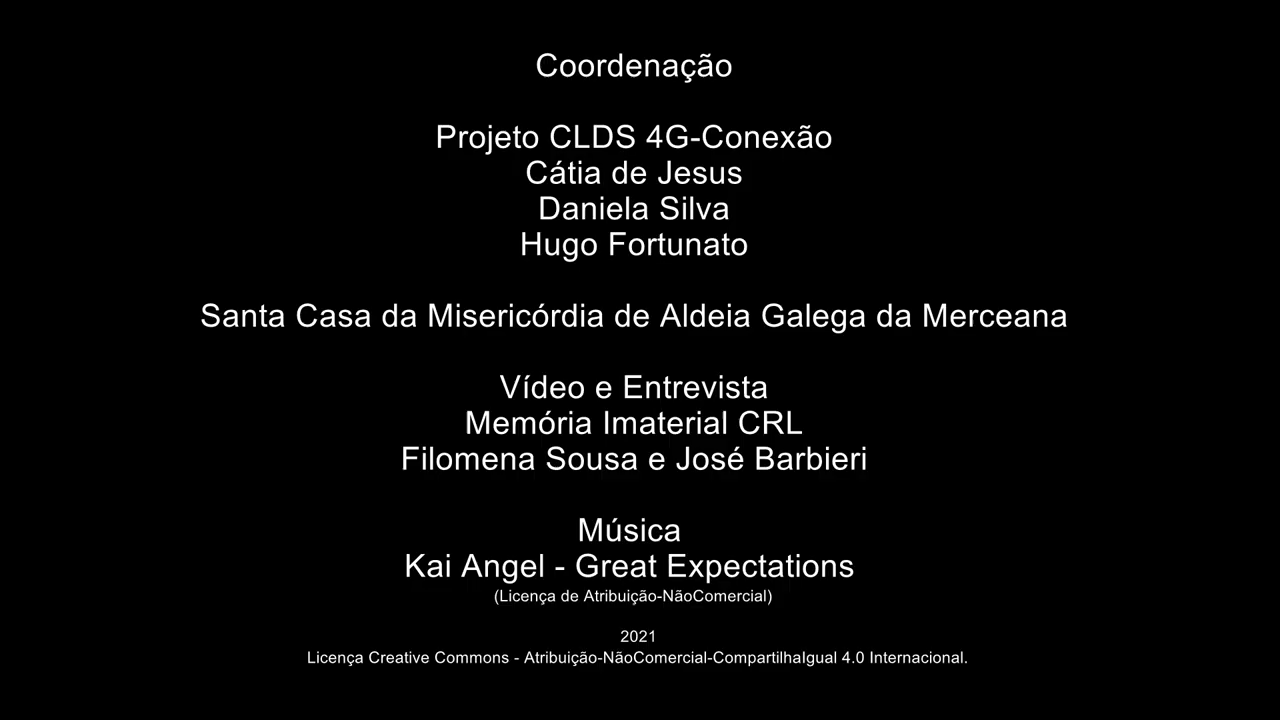 Coordenação
Projeto CLDS 4G-Conexão
Cátia de Jesus
Daniela Silva
Hugo Fortunato
Santa Casa da Misericórdia de Aldeia Galega da Merceana
Vídeo e Entrevista
Memória Imaterial CRL
Filomena Sousa e José Barbieri
Música
Kai Angel - Great Expectations
(Licença de Atribuição-NãoComercial)
2021
Licença Creative Commons - Atribuição-NãoComercial-CompartilhaIgual 4.0 Internacional.